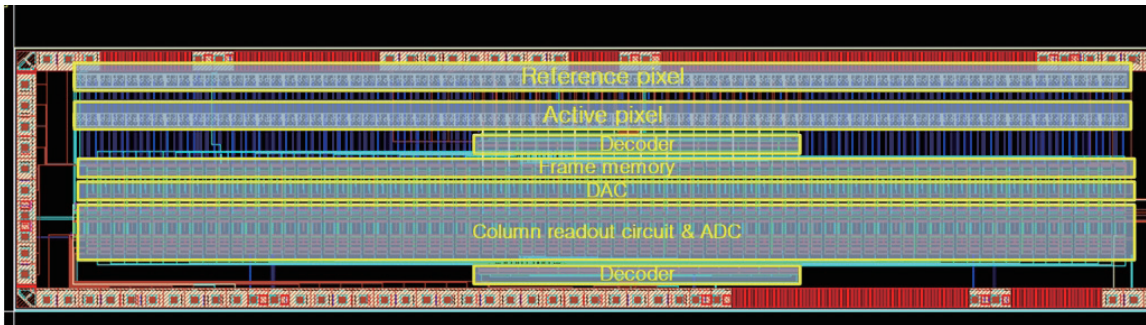 Reference pixel
Active pixel
Decoder
Frame memory
DAC
Column readout circuit & ADC
Decoder